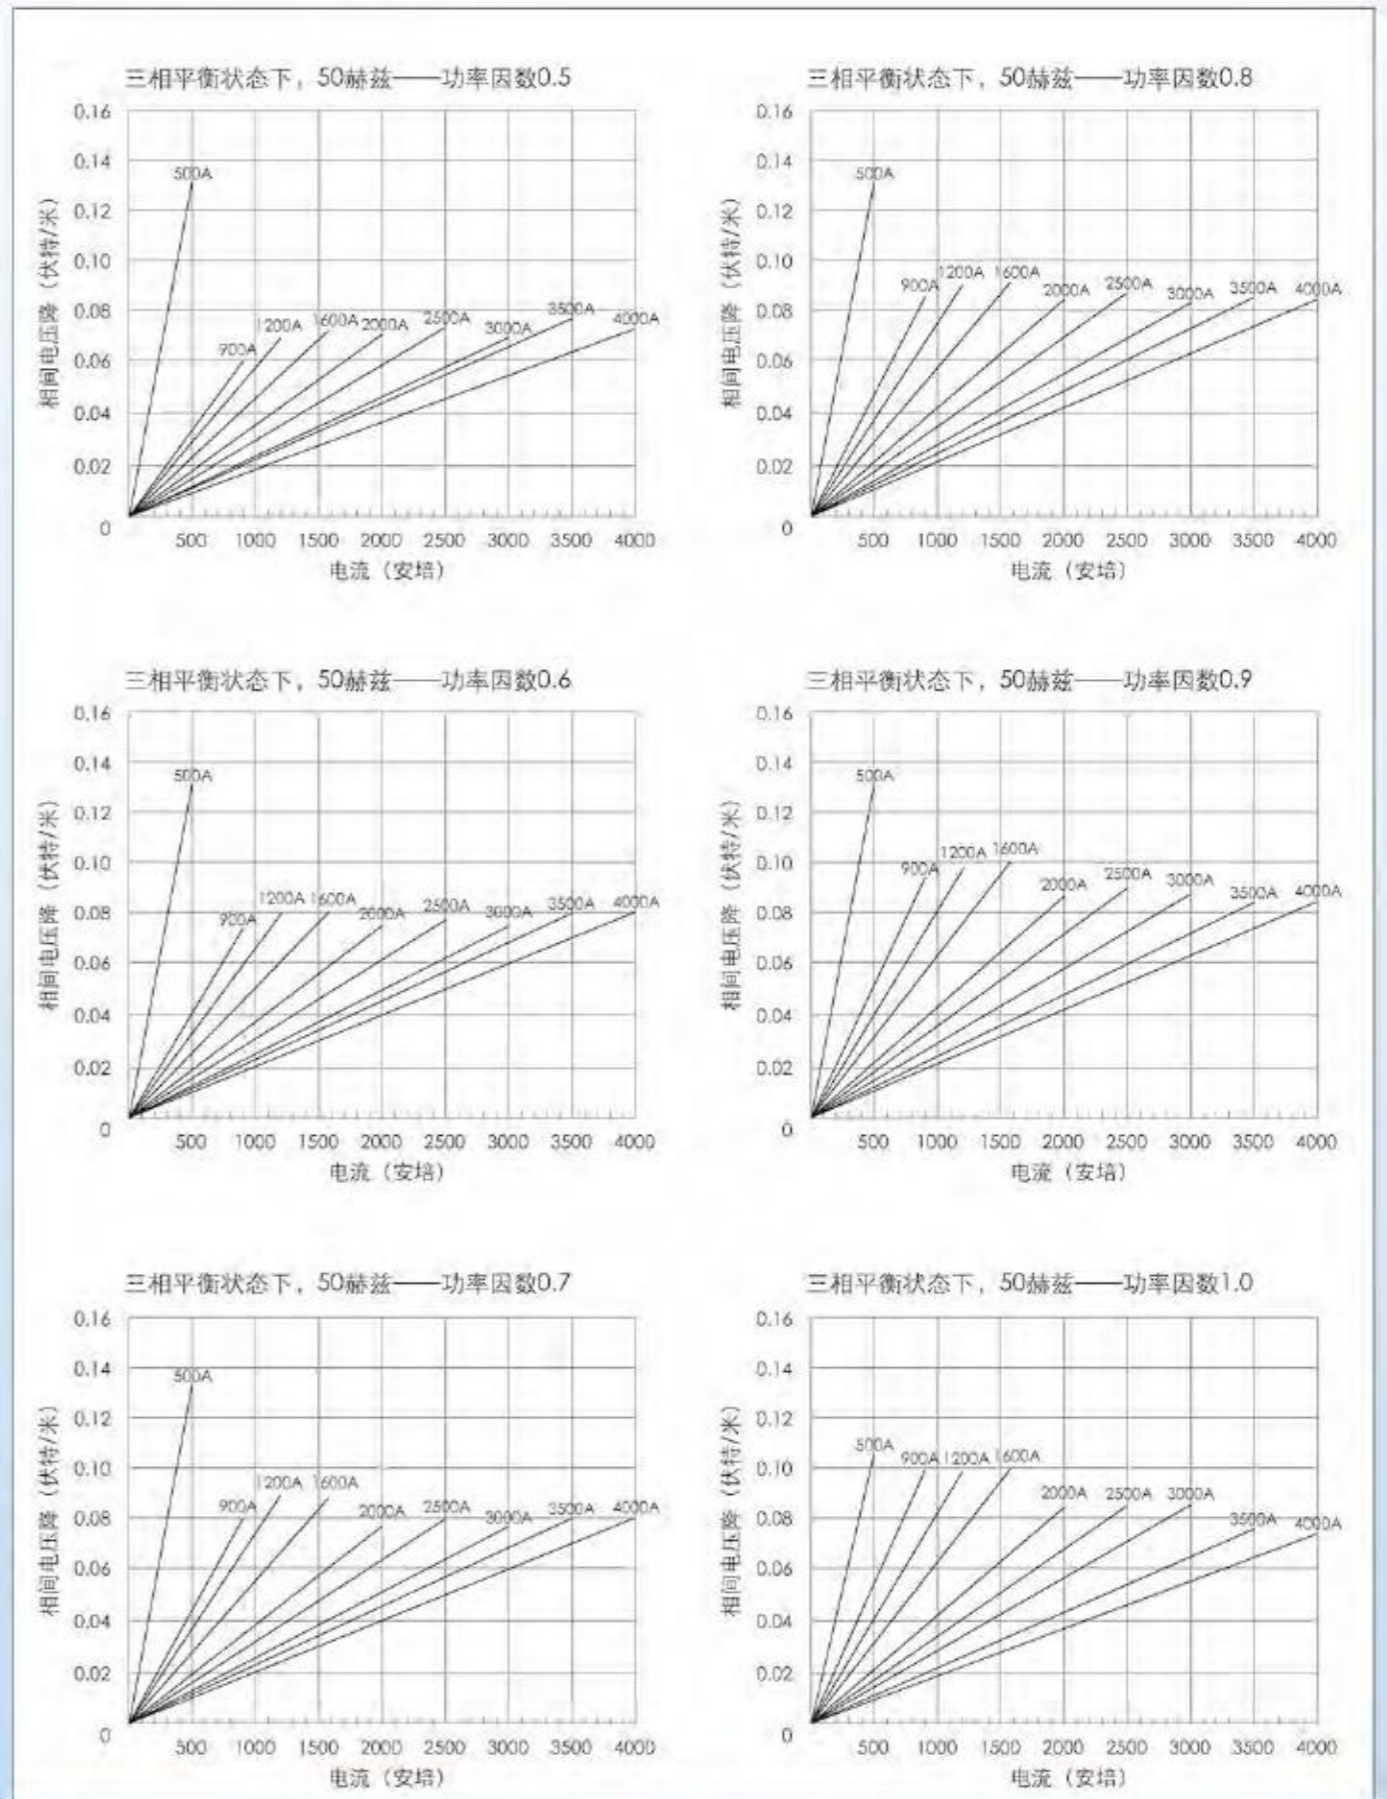 三相平衡状态下，50赫兹——功率因数0.5
0.16
0.14
0.12
0.10
0.08
0.06
0.04
0.02
0
相间电压降（伏特/米）
500A
900A
1200A
1600A
2000A
2500A
3000A
3500A
4000A
500 1000 1500 2000 2500 3000 3500 4000
电流（安培）
三相平衡状态下，50赫兹——功率因数0.8
0.16
0.14
0.12
0.10
0.08
0.06
0.04
0.02
0
相间电压降（伏特/米）
500A
900A
1200A
1600A
2000A
2500A
3000A
3500A
4000A
500 1000 1500 2000 2500 3000 3500 4000
电流（安培）
三相平衡状态下，50赫兹——功率因数0.6
0.16
0.14
0.12
0.10
0.08
0.06
0.04
0.02
0
相间电压降（伏特/米）
500A
900A
1200A
1600A
2000A
2500A
3000A
3500A
4000A
500 1000 1500 2000 2500 3000 3500 4000
电流（安培）
三相平衡状态下，50赫兹——功率因数0.9
0.16
0.14
0.12
0.10
0.08
0.06
0.04
0.02
0
相间电压降（伏特/米）
500A
900A
1200A
1600A
2000A
2500A
3000A
3500A
4000A
500 1000 1500 2000 2500 3000 3500 4000
电流（安培）
三相平衡状态下，50赫兹——功率因数0.7
0.16
0.14
0.12
0.10
0.08
0.06
0.04
0.02
0
相间电压降（伏特/米）
500A
900A
1200A
1600A
2000A
2500A
3000A
3500A
4000A
500 1000 1500 2000 2500 3000 3500 4000
电流（安培）
三相平衡状态下，50赫兹——功率因数1.0
0.16
0.14
0.12
0.10
0.08
0.06
0.04
0.02
0
相间电压降（伏特/米）
500A
900A
1200A
1600A
2000A
2500A
3000A
3500A
4000A
500 1000 1500 2000 2500 3000 3500 4000
电流（安培）